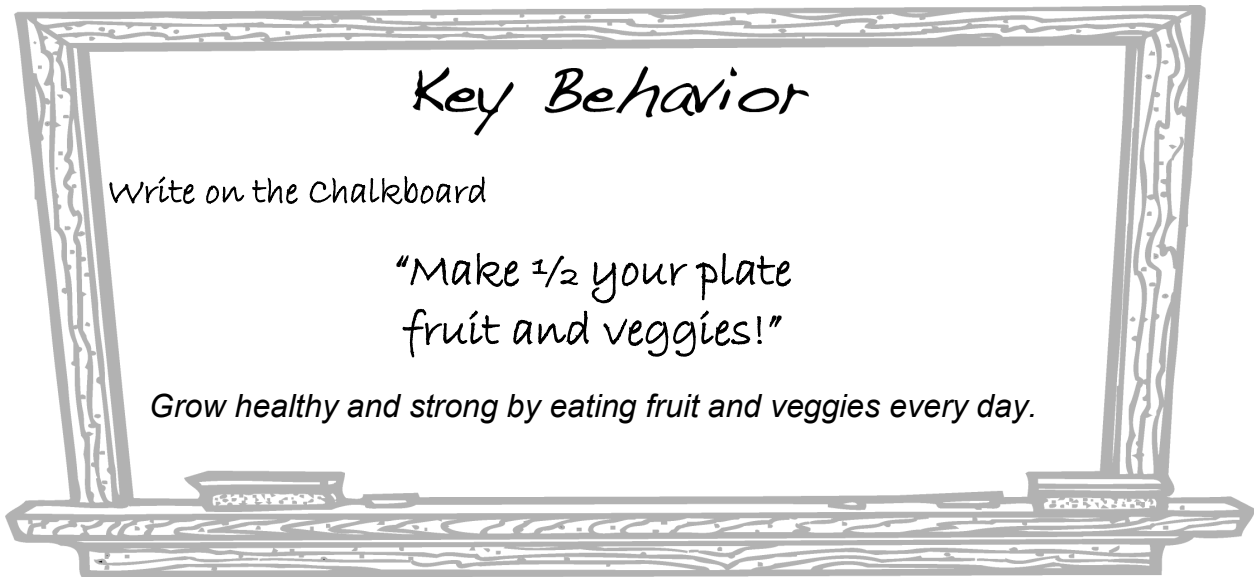 Key Behavior
Write on the Chalkboard
“Make 1/2 your plate
fruit and veggies!”
Grow healthy and strong by eating fruit and veggies every day.